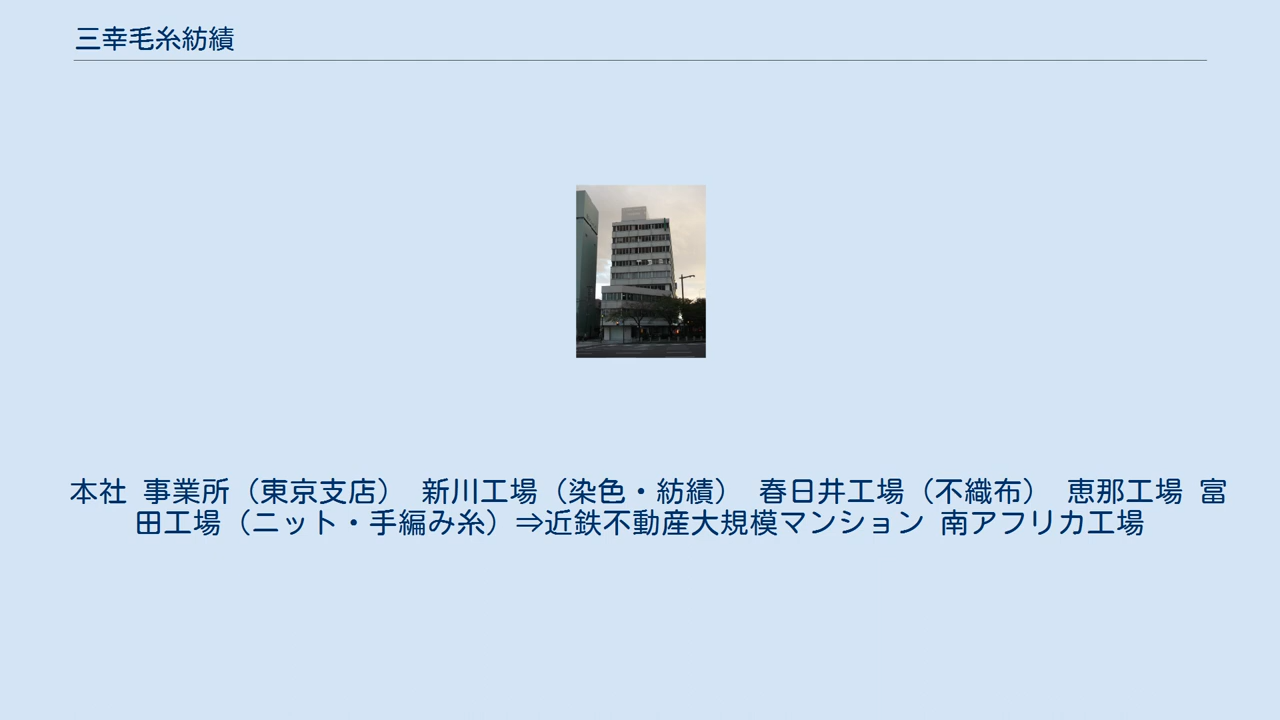 三幸毛糸紡績
本社 事業所（東京支店） 新川工場（染色・紡績） 春日井工場（不織布） 恵那工場 富
田工場（ニット・手編み糸）⇒近鉄不動産大規模マンション 南アフリカ工場